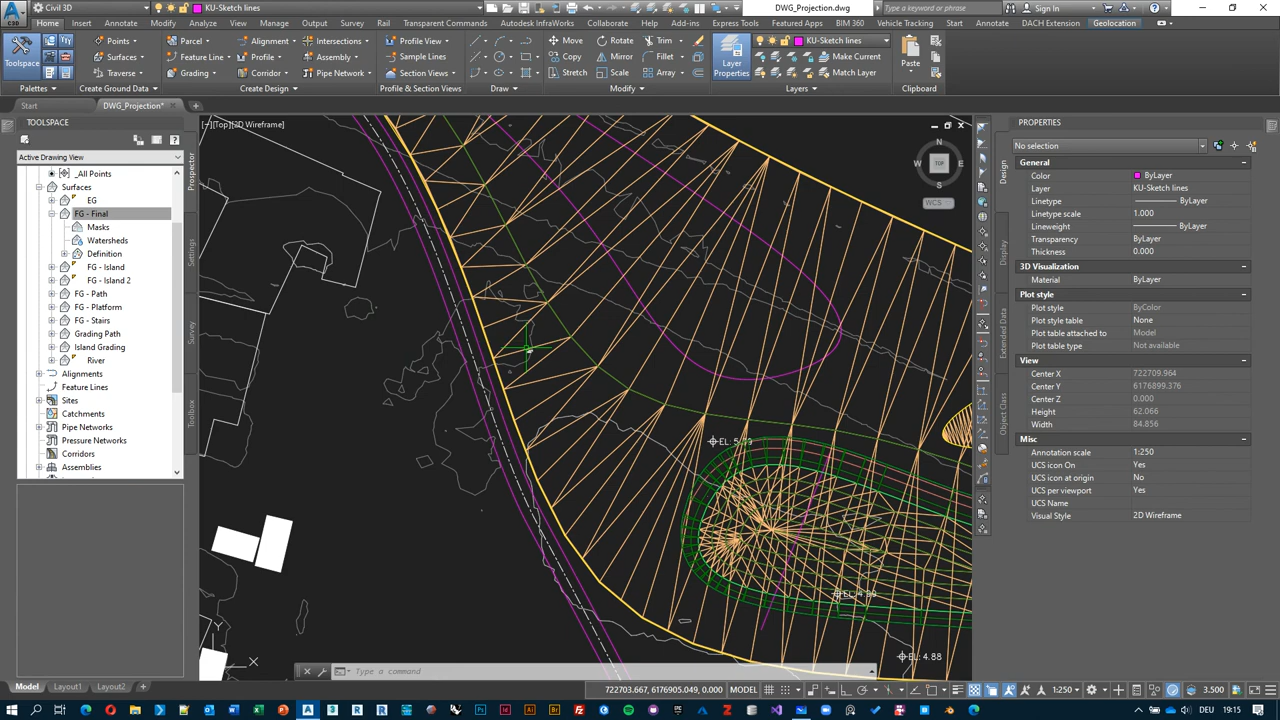 Civil 3D KU-Sketch lines DWG_Projection.dwg Type a keyword or phrase Sign In
Home Insert Annotate Modify Analyze View Manage Output Survey Rail Transparent Commands Autodesk InfraWorks Collaborate Help Add-ins Express Tools Featured Apps BIM 360 Vehicle Tracking Start Annotate DACH Extension Geolocation
Points Parcel Alignment Intersections Profile View Move Rotate Trim KU-Sketch lines
Surfaces Feature Line Profile Assembly Sample Lines Copy Mirror Fillet Make Current
Traverse Grading Corridor Pipe Network Section Views Stretch Scale Array Match Layer
Toolspace Layer Properties Paste
Palettes Create Ground Data Create Design Profile & Section Views Draw Modify Layers Clipboard
Start DWG_Projection*
TOOLSPACE
Active Drawing View
_All Points
Surfaces
EG
FG - Final
Masks
Watersheds
Definition
FG - Island
FG - Island 2
FG - Path
FG - Platform
FG - Stairs
Grading Path
Island Grading
River
Alignments
Feature Lines
Sites
Catchments
Pipe Networks
Pressure Networks
Corridors
Assemblies
Prospector
Settings
Survey
Toolbox
[−][Top][2D Wireframe]
N
W TOP E
S
WCS
EL: 4.88
Y
X
Type a command
Design
Display
Extended Data
Object Class
PROPERTIES
No selection
General
Color ByLayer
Layer KU-Sketch lines
Linetype ByLayer
Linetype scale 1.000
Lineweight ByLayer
Transparency ByLayer
Thickness 0.000
3D Visualization
Material ByLayer
Plot style
Plot style ByColor
Plot style table None
Plot table attached to Model
Plot table type Not available
View
Center X 722709.964
Center Y 6176899.376
Center Z 0.000
Height 62.066
Width 84.856
Misc
Annotation scale 1:250
UCS icon On Yes
UCS icon at origin No
UCS per viewport Yes
UCS Name
Visual Style 2D Wireframe
Model Layout1 Layout2
722703.667, 6176905.049, 0.000 MODEL 1:250 3.500
DEU 19:15